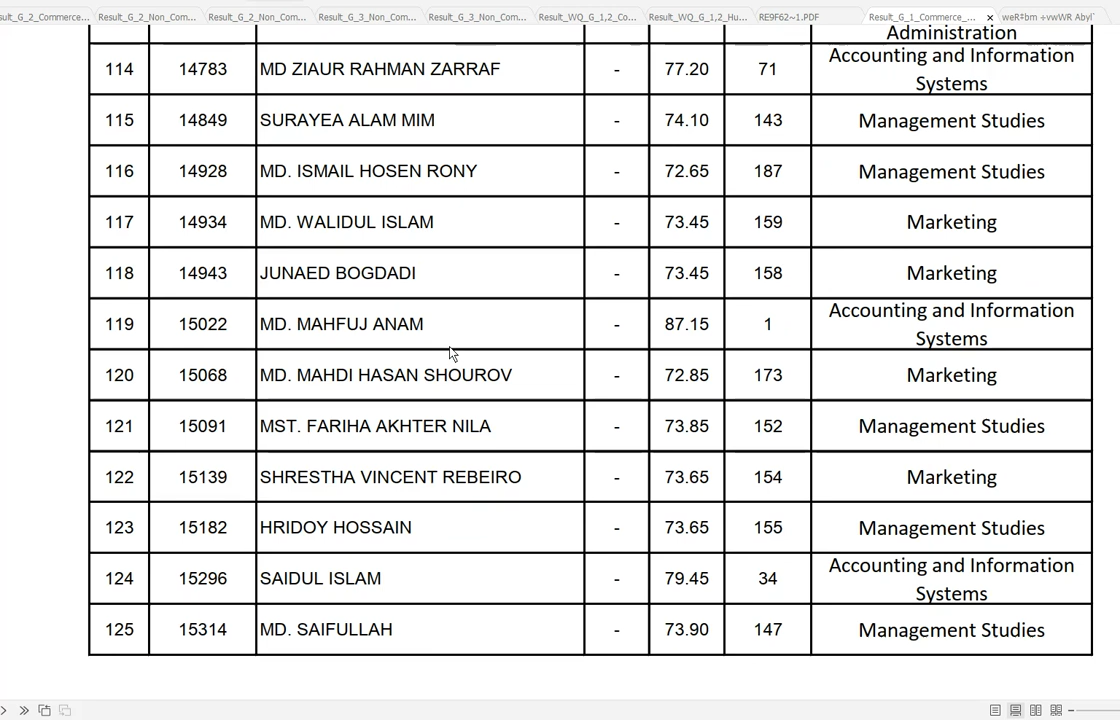 sult_G_2_Commerce...
Result_G_2_Non_Com...
Result_G_2_Non_Com...
Result_G_3_Non_Com...
Result_G_3_Non_Com...
Result_WQ_G_1,2_Co...
Result_WQ_G_1,2_Hu...
RE9F62~1.PDF
Result_G_1_Commerce_...
weR‡bm ÷vwWR Abyl
Administration
114 14783 MD ZIAUR RAHMAN ZARRAF - 77.20 71 Accounting and Information
Systems
115 14849 SURAYEA ALAM MIM - 74.10 143 Management Studies
116 14928 MD. ISMAIL HOSEN RONY - 72.65 187 Management Studies
117 14934 MD. WALIDUL ISLAM - 73.45 159 Marketing
118 14943 JUNAED BOGDADI - 73.45 158 Marketing
119 15022 MD. MAHFUJ ANAM - 87.15 1 Accounting and Information
Systems
120 15068 MD. MAHDI HASAN SHOUROV - 72.85 173 Marketing
121 15091 MST. FARIHA AKHTER NILA - 73.85 152 Management Studies
122 15139 SHRESTHA VINCENT REBEIRO - 73.65 154 Marketing
123 15182 HRIDOY HOSSAIN - 73.65 155 Management Studies
124 15296 SAIDUL ISLAM - 79.45 34 Accounting and Information
Systems
125 15314 MD. SAIFULLAH - 73.90 147 Management Studies